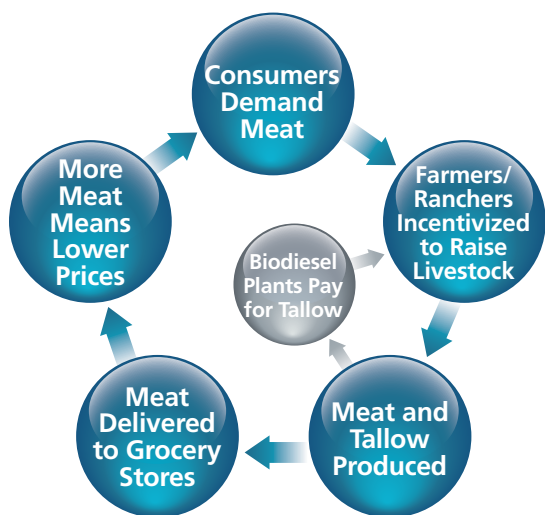 Consumers
Demand
Meat
Farmers/
Ranchers
Incentivized
to Raise
Livestock
Meat and
Tallow
Produced
Meat
Delivered
to Grocery
Stores
More
Meat
Means
Lower
Prices
Biodiesel
Plants Pay
for Tallow